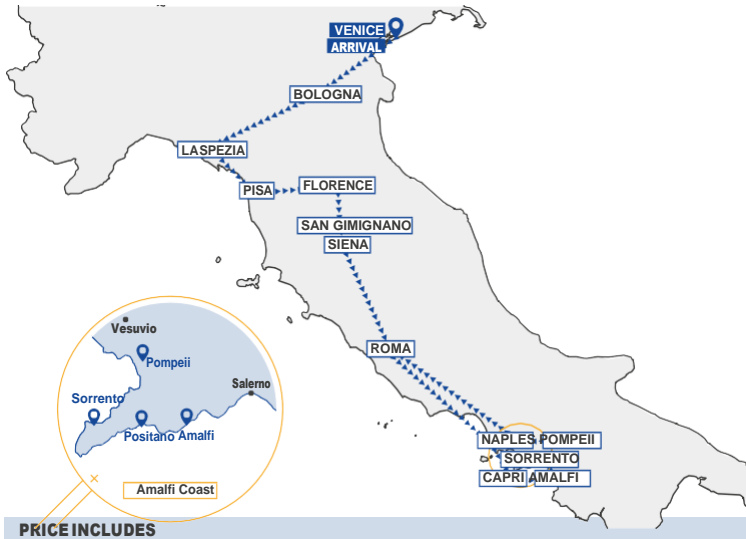 VENICE
ARRIVAL
BOLOGNA
LASPEZIA
PISA
FLORENCE
SAN GIMIGNANO
SIENA
ROMA
NAPLES POMPEII
SORRENTO
CAPRI AMALFI
Vesuvio
Pompeii
Salerno
Sorrento
Positano Amalfi
Amalfi Coast
PRICE INCLUDES